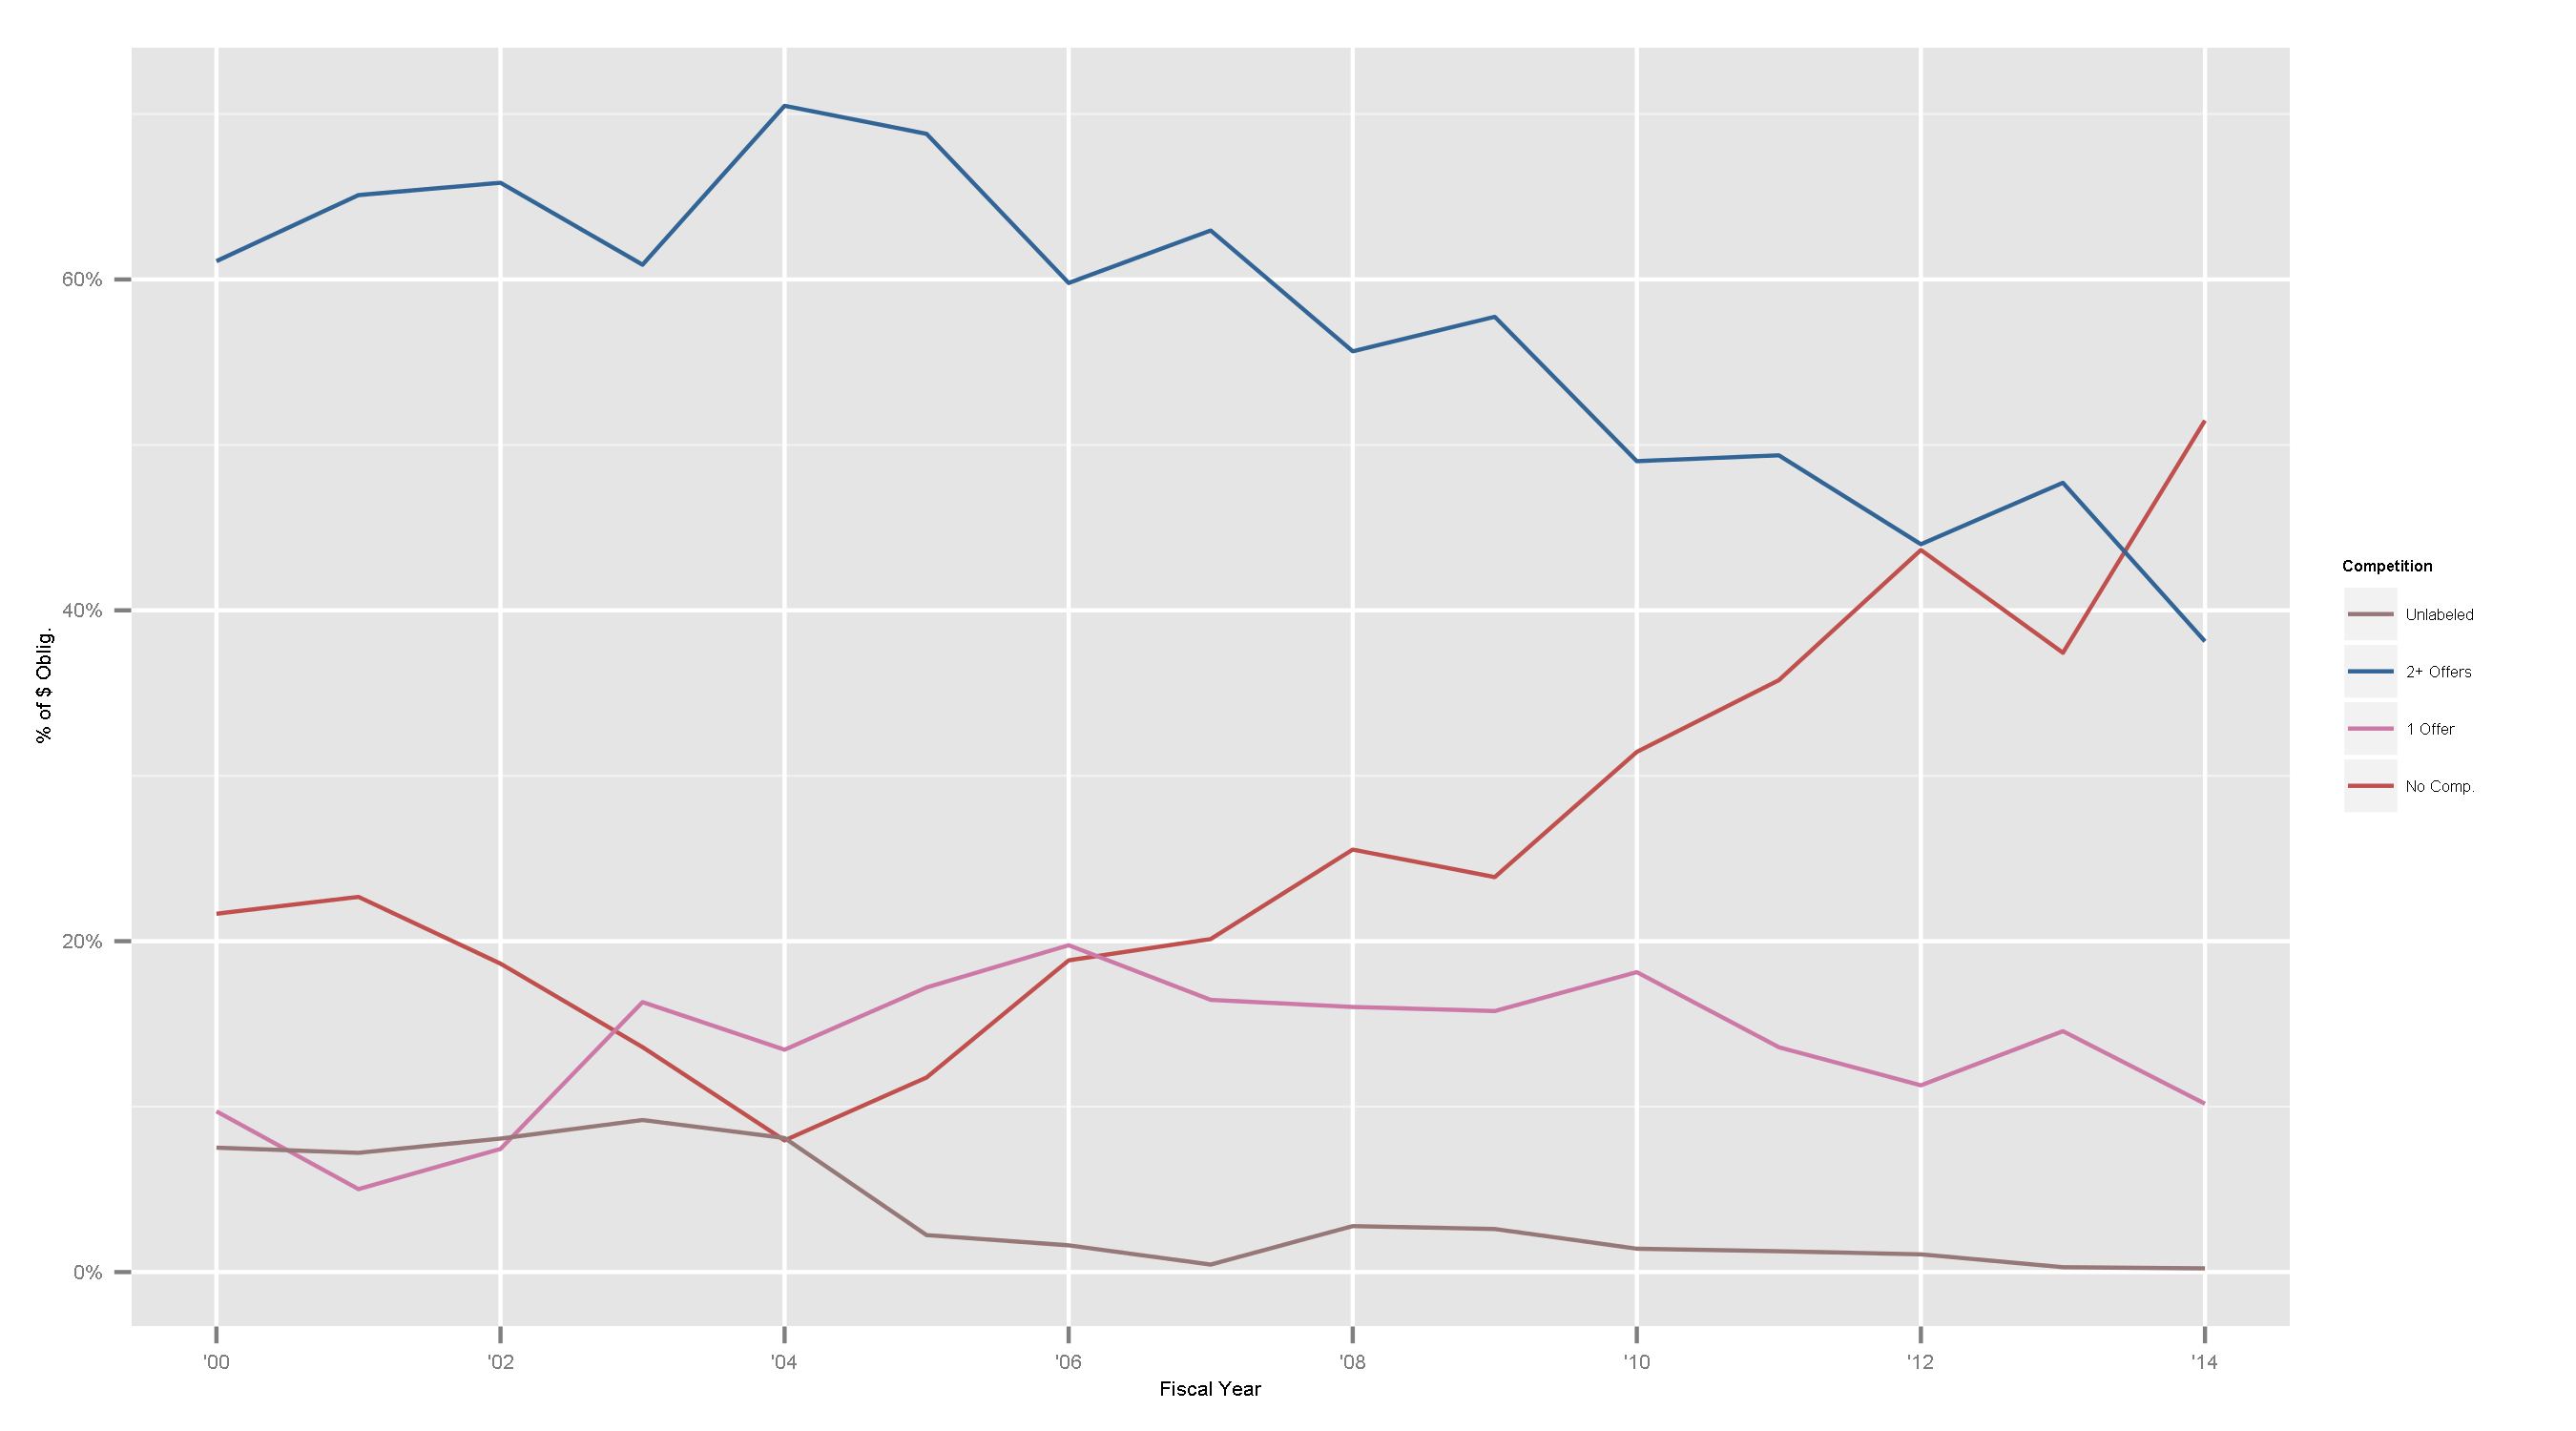 60%
40%
20%
0%
% of $ Oblig.
'00 '02 '04 '06 '08 '10 '12 '14
Fiscal Year
Competition
Unlabeled
2+ Offers
1 Offer
No Comp.